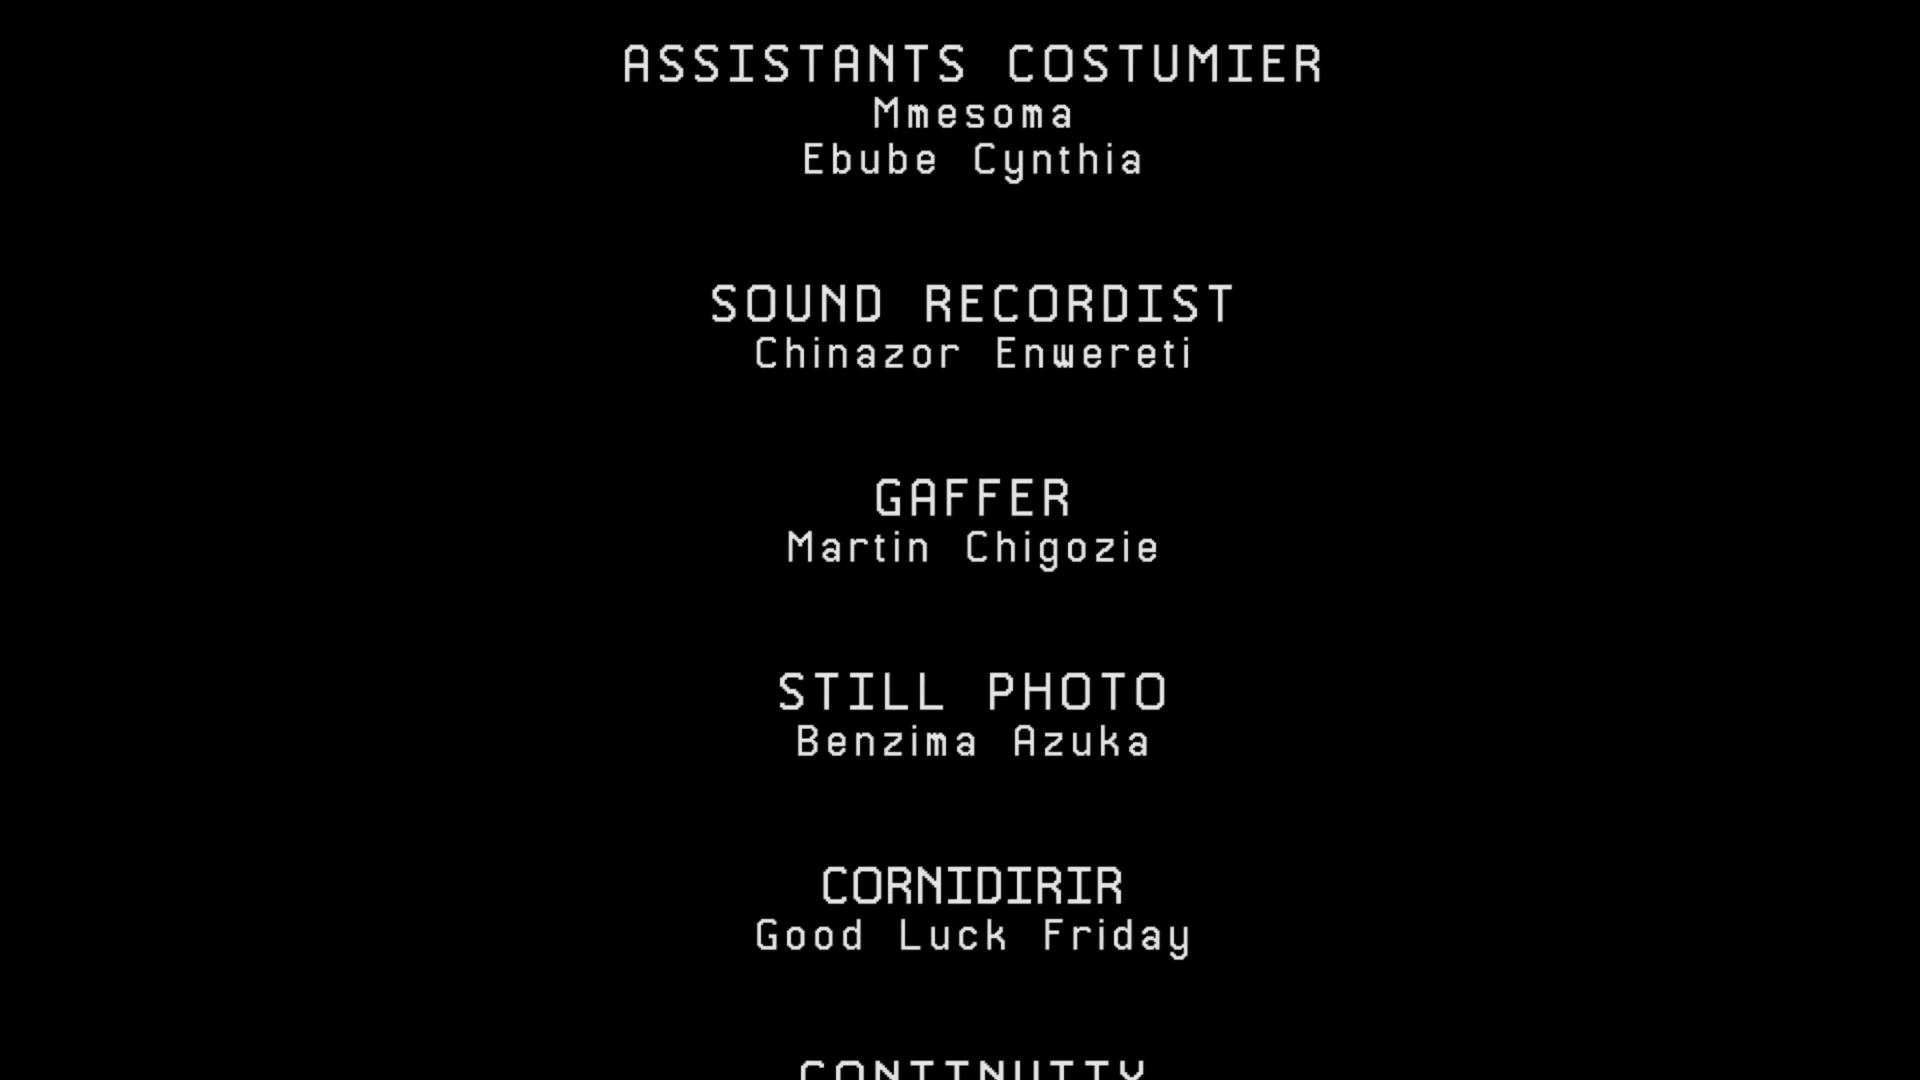 ASSISTANTS COSTUMIER
Mmesoma
Ebube Cynthia
SOUND RECORDIST
Chinazor Enwereti
GAFFER
Martin Chigozie
STILL PHOTO
Benzima Azuka
CORNIDIRIR
Good Luck Friday
CONTINUITY